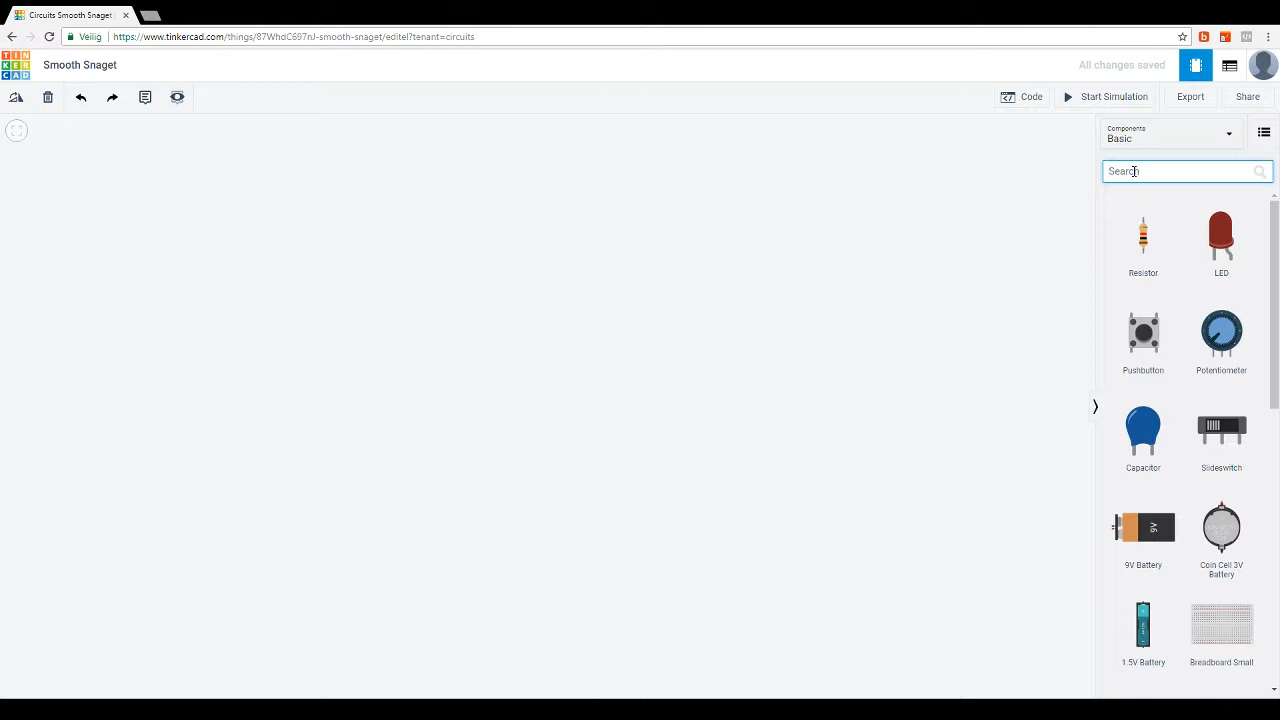 Circuits Smooth Snaget
Veilig https://www.tinkercad.com/things/87WhdC697nJ-smooth-snaget/editel?tenant=circuits
TIN
KER
CAD
Smooth Snaget
All changes saved
Code
Start Simulation
Export
Share
Components
Basic
Search
Resistor
LED
Pushbutton
Potentiometer
Capacitor
Slideswitch
9V
9V Battery
Coin Cell 3V
Battery
1.5V Battery
Breadboard Small